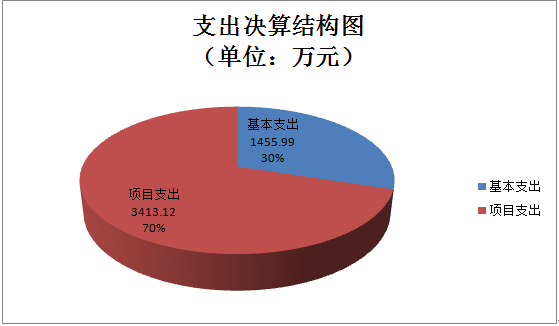 支出决算结构图
（单位：万元）
基本支出
1455.99
30%
项目支出
3413.12
70%
基本支出
项目支出